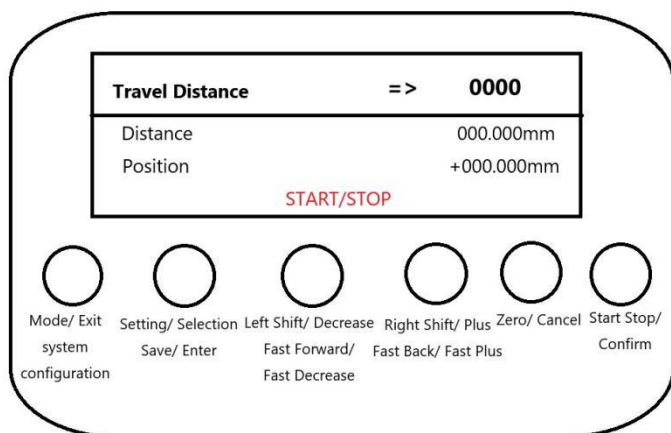 Travel Distance => 0000
Distance 000.000mm
Position +000.000mm
START/STOP
Mode/ Exit
system
configuration
Setting/ Selection
Save/ Enter
Left Shift/ Decrease
Fast Forward/
Fast Decrease
Right Shift/ Plus
Fast Back/ Fast Plus
Zero/ Cancel
Start Stop/
Confirm